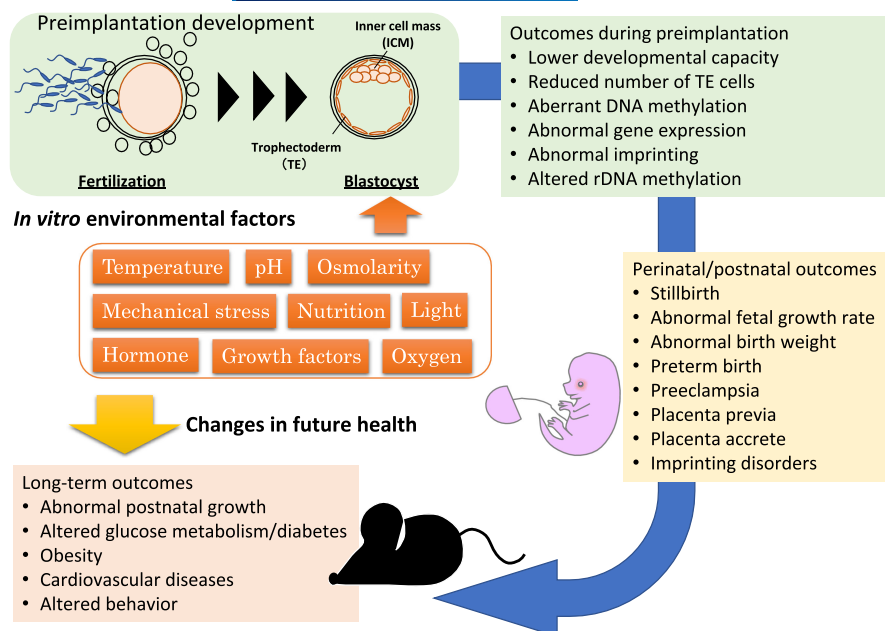 Preimplantation development
Inner cell mass
(ICM)
Trophectoderm
(TE)
Fertilization
Blastocyst
Outcomes during preimplantation
• Lower developmental capacity
• Reduced number of TE cells
• Aberrant DNA methylation
• Abnormal gene expression
• Abnormal imprinting
• Altered rDNA methylation
In vitro environmental factors
Temperature
pH
Osmolarity
Mechanical stress
Nutrition
Light
Hormone
Growth factors
Oxygen
Perinatal/postnatal outcomes
• Stillbirth
• Abnormal fetal growth rate
• Abnormal birth weight
• Preterm birth
• Preeclampsia
• Placenta previa
• Placenta accrete
• Imprinting disorders
Changes in future health
Long-term outcomes
• Abnormal postnatal growth
• Altered glucose metabolism/diabetes
• Obesity
• Cardiovascular diseases
• Altered behavior